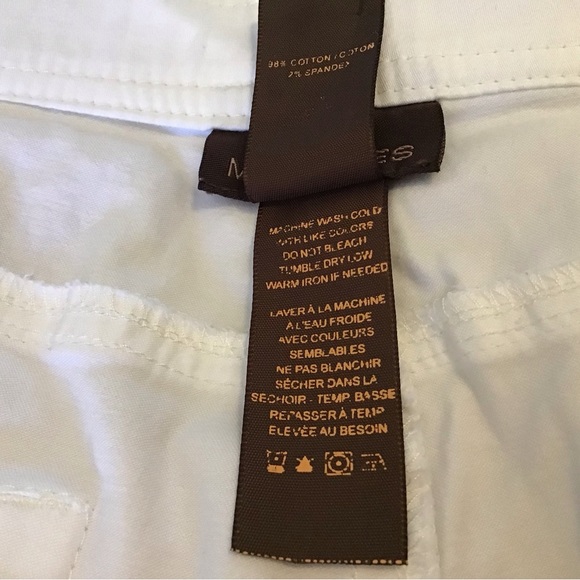 98% COTTON / COTON
2% SPANDEX
MACHINE WASH COLD
WITH LIKE COLORS
DO NOT BLEACH
TUMBLE DRY LOW
WARM IRON IF NEEDED
LAVER À LA MACHINE
À L'EAU FROIDE
AVEC COULEURS
SEMBLABLES
NE PAS BLANCHIR
SÉCHER DANS LA
SÉCHOIR - TEMP. BASSE
REPASSER À TEMP
ELEVÉE AU BESOIN